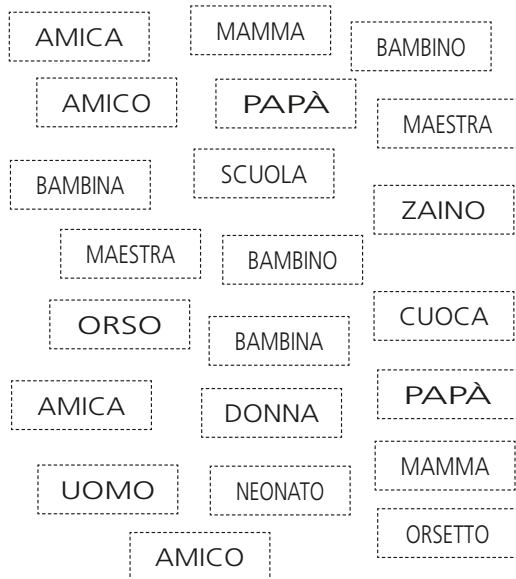 AMICA
MAMMA
BAMBINO
AMICO
PAPÀ
MAESTRA
BAMBINA
SCUOLA
ZAINO
MAESTRA
BAMBINO
ORSO
BAMBINA
CUOCA
AMICA
DONNA
PAPÀ
UOMO
NEONATO
MAMMA
AMICO
ORSETTO